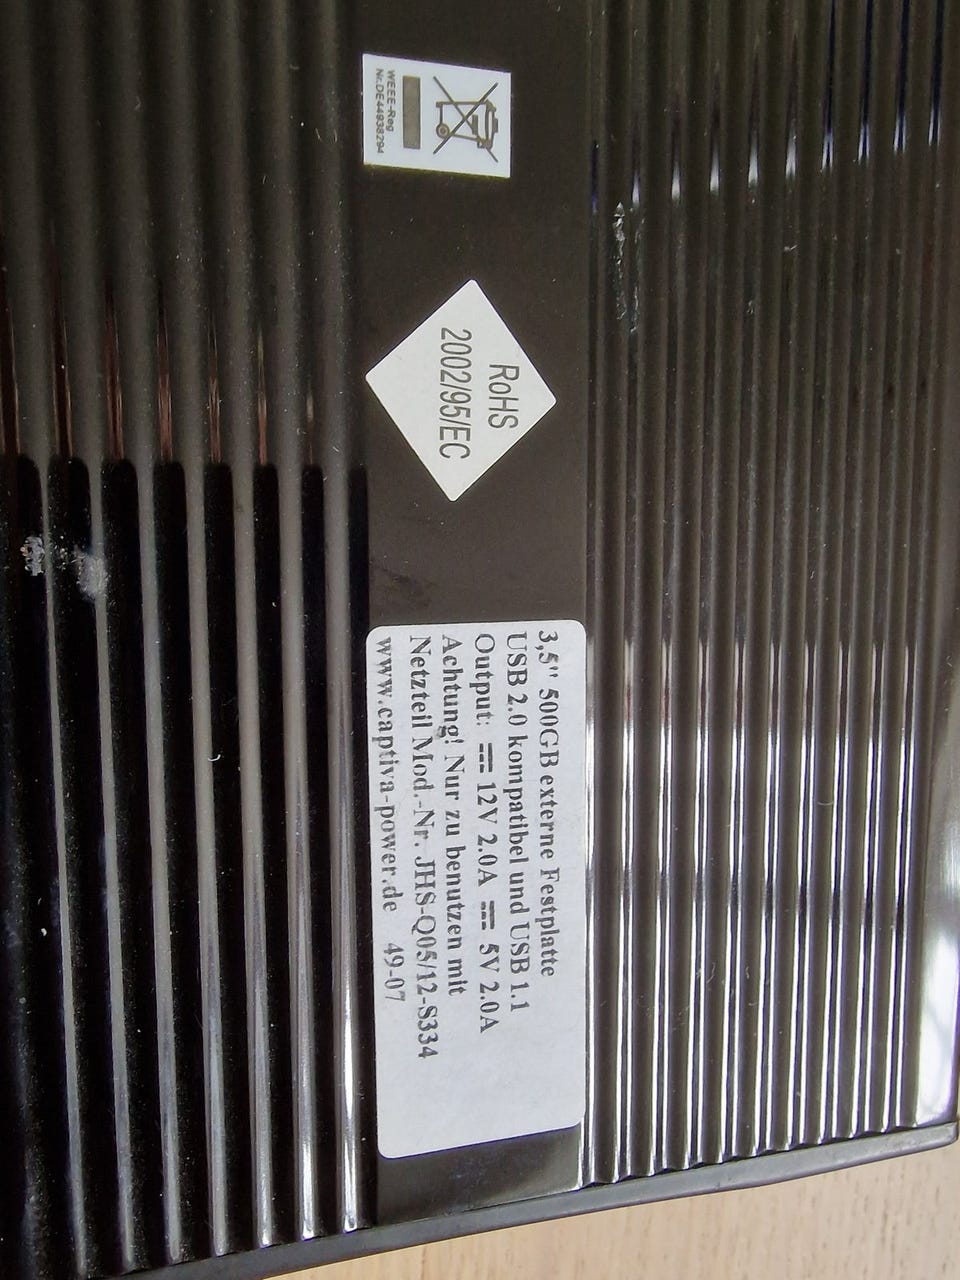 WEEE-Reg
Nr.DE44938294
RoHS
2002/95/EC
3,5" 500GB externe Festplatte
USB 2.0 kompatibel und USB 1.1
Output: ⎓ 12V 2.0A ⎓ 5V 2.0A
Achtung! Nur zu benutzen mit
Netzteil Mod.-Nr. JHS-Q05/12-S334
www.captiva-power.de 49-07